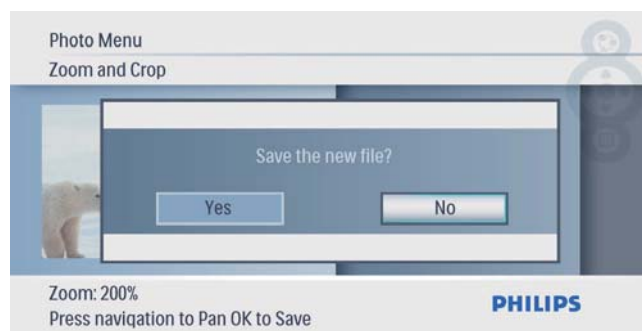 Photo Menu
Zoom and Crop
Save the new file?
Yes
No
Zoom: 200%
Press navigation to Pan OK to Save
PHILIPS